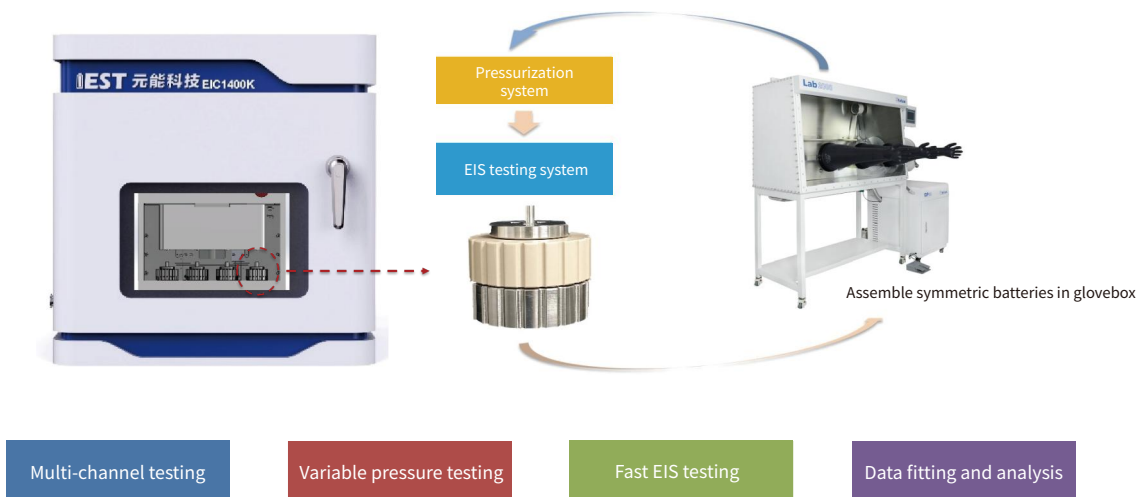 IEST 元能科技 EIC1400K
Pressurization
system
EIS testing system
Lab
Assemble symmetric batteries in glovebox
Multi-channel testing
Variable pressure testing
Fast EIS testing
Data fitting and analysis